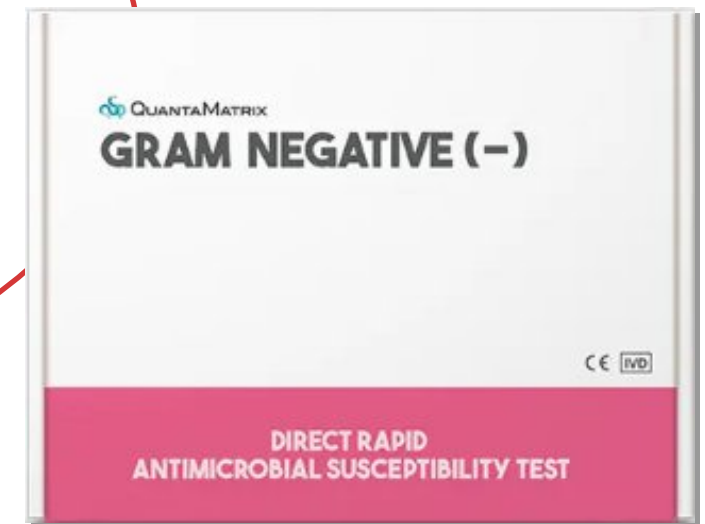 QUANTAMATRIX
GRAM NEGATIVE (-)
CE IVD
DIRECT RAPID
ANTIMICROBIAL SUSCEPTIBILITY TEST